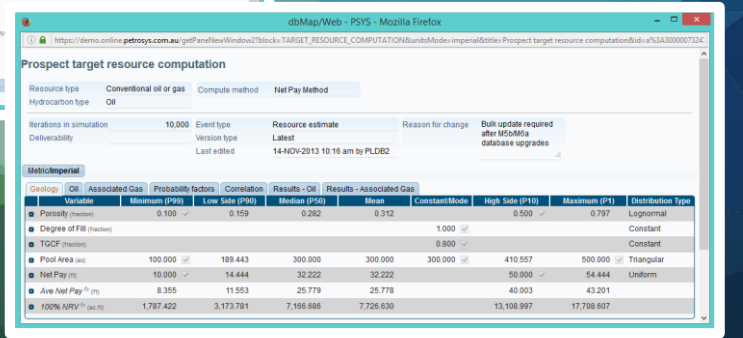 dbMap/Web - PSYS - Mozilla Firefox
https://demo.online.petrosys.com.au/getPaneNewWindow2?block=TARGET_RESOURCE_COMPUTATION&unitsMode=imperial&title=Prospect target resource computation&id=a%3A3000007324
Prospect target resource computation
Resource type Conventional oil or gas Compute method Net Pay Method
Hydrocarbon type Oil
Iterations in simulation 10,000 Event type Resource estimate Reason for change Bulk update required
after M5b/M6a
database upgrades
Deliverability Version type Latest
Last edited 14-NOV-2013 10:16 am by PLDB2
Metric/Imperial
Geology Oil Associated Gas Probability factors Correlation Results - Oil Results - Associated Gas
Variable Minimum (P99) Low Side (P90) Median (P50) Mean Constant/Mode High Side (P10) Maximum (P1) Distribution Type
Porosity (fraction) 0.100 0.159 0.282 0.312 0.500 0.797 Lognormal
Degree of Fill (fraction) 1.000 Constant
TGCF (fraction) 0.800 Constant
Pool Area (ac) 100.000 189.443 300.000 300.000 300.000 410.557 500.000 Triangular
Net Pay (ft) 10.000 14.444 32.222 32.222 50.000 54.444 Uniform
Ave Net Pay (ft) 8.355 11.553 25.779 25.778 40.003 43.201
100% NRV (ac.ft) 1,787.422 3,173.781 7,166.686 7,726.630 13,108.997 17,708.607